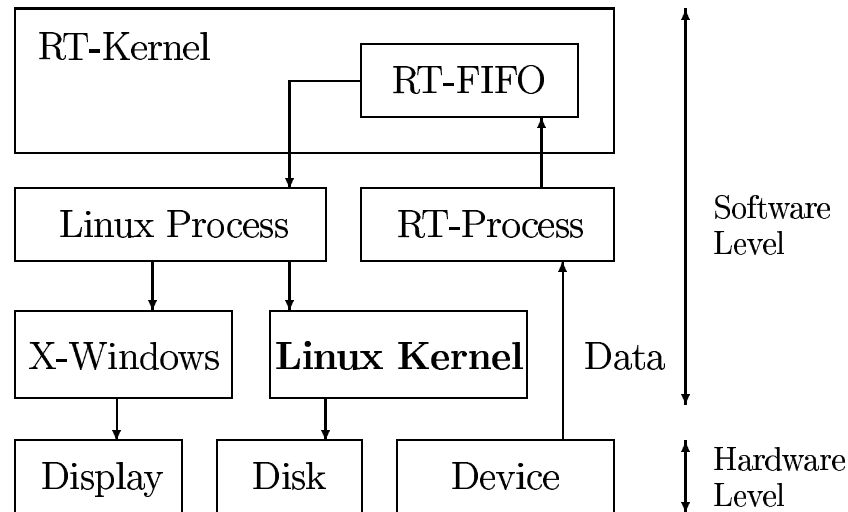 RT-Kernel
RT-FIFO
Linux Process
RT-Process
Software
Level
X-Windows
Linux Kernel
Data
Display
Disk
Device
Hardware
Level